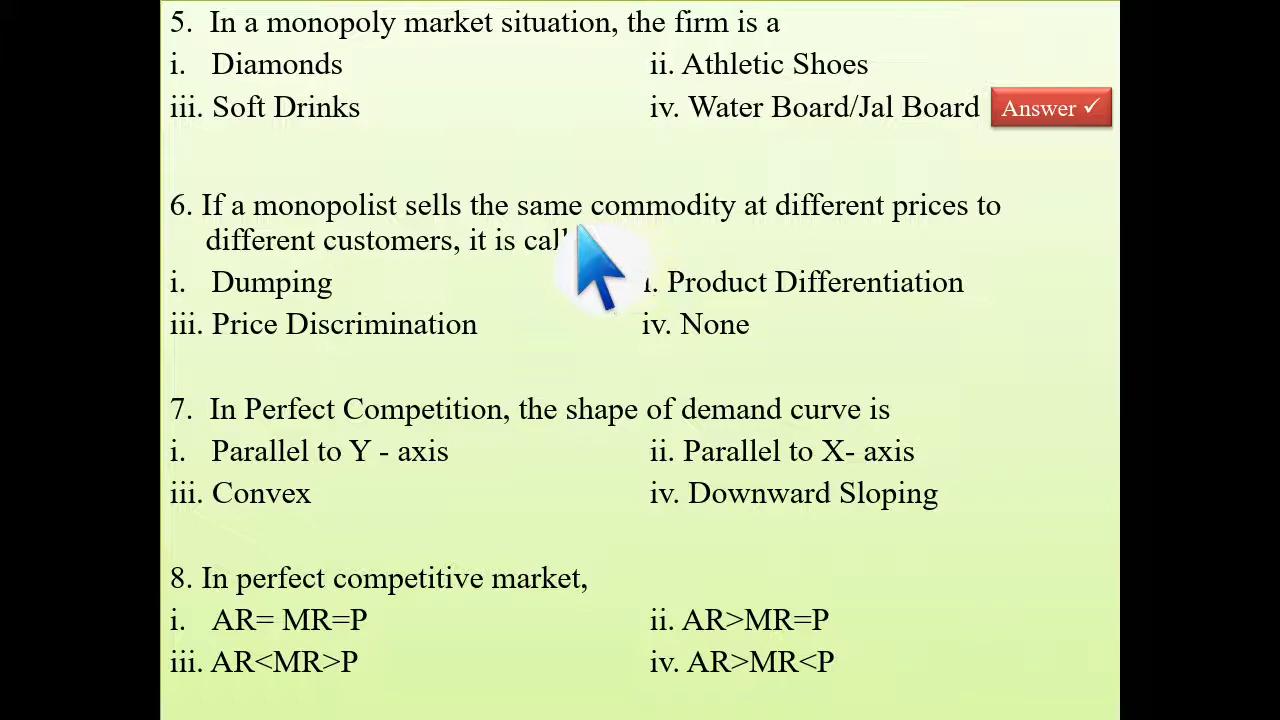 5. In a monopoly market situation, the firm is a
i. Diamonds ii. Athletic Shoes
iii. Soft Drinks iv. Water Board/Jal Board Answer ✓
6. If a monopolist sells the same commodity at different prices to
different customers, it is
i. Dumping Product Differentiation
iii. Price Discrimination iv. None
7. In Perfect Competition, the shape of demand curve is
i. Parallel to Y - axis ii. Parallel to X- axis
iii. Convex iv. Downward Sloping
8. In perfect competitive market,
i. AR= MR=P ii. AR>MR=P
iii. AR<MR>P iv. AR>MR<P